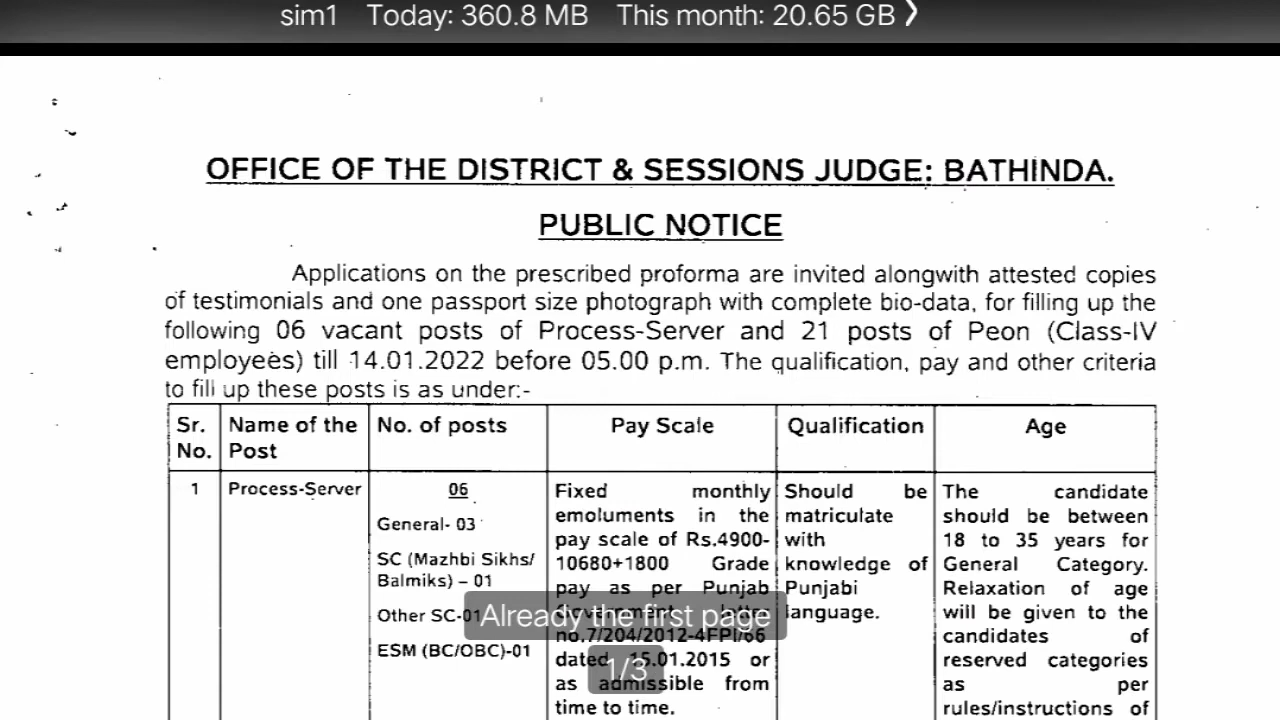 sim1 Today: 360.8 MB This month: 20.65 GB
OFFICE OF THE DISTRICT & SESSIONS JUDGE: BATHINDA.
PUBLIC NOTICE
Applications on the prescribed proforma are invited alongwith attested copies
of testimonials and one passport size photograph with complete bio-data, for filling up the
following 06 vacant posts of Process-Server and 21 posts of Peon (Class-IV
employees) till 14.01.2022 before 05.00 p.m. The qualification, pay and other criteria
to fill up these posts is as under:-
Sr. No.
Name of the Post
No. of posts
Pay Scale
Qualification
Age
1
Process-Server
06
General- 03
SC (Mazhbi Sikhs/
Balmiks) – 01
Other SC-01
ESM (BC/OBC)-01
Fixed monthly
emoluments in the
pay scale of Rs.4900-
10680+1800 Grade
pay as per Punjab
Government letter
no.7/204/2012-4FPI/66
dated 15.01.2015 or
as admissible from
time to time.
Should be
matriculate
with
knowledge of
Punjabi
language.
The candidate
should be between
18 to 35 years for
General Category.
Relaxation of age
will be given to the
candidates of
reserved categories
as per
rules/instructions of
Already the first page
1/3